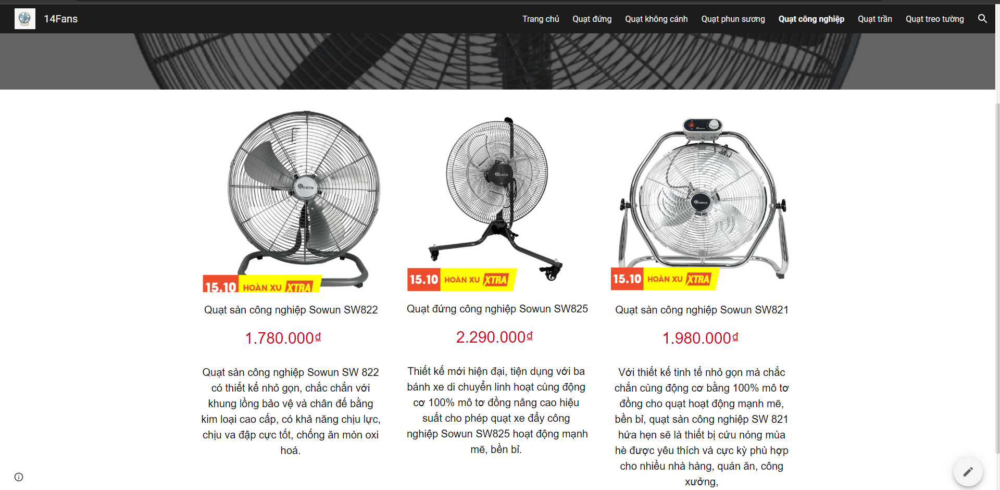 14Fans
Trang chủ
Quạt đứng
Quạt không cánh
Quạt phun sương
Quạt công nghiệp
Quạt trần
Quạt treo tường
SOWUN
SOWUN
SOWUN
15.10 HOÀN XU XTRA
15.10 HOÀN XU XTRA
15.10 HOÀN XU XTRA
Quạt sàn công nghiệp Sowun SW822
1.780.000₫
Quạt sàn công nghiệp Sowun SW 822
có thiết kế nhỏ gọn, chắc chắn với
khung lồng bảo vệ và chân đế bằng
kim loại cao cấp, có khả năng chịu lực,
chịu va đập cực tốt, chống ăn mòn oxi
hoá.
Quạt đứng công nghiệp Sowun SW825
2.290.000₫
Thiết kế mới hiện đại, tiện dụng với ba
bánh xe di chuyển linh hoạt cùng động
cơ 100% mô tơ đồng nâng cao hiệu
suất cho phép quạt xe đẩy công
nghiệp Sowun SW825 hoạt động mạnh
mẽ, bền bỉ.
Quạt sàn công nghiệp Sowun SW821
1.980.000₫
Với thiết kế tinh tế nhỏ gọn mà chắc
chắn cùng động cơ bằng 100% mô tơ
đồng cho quạt hoạt động mạnh mẽ,
bền bỉ, quạt sàn công nghiệp SW 821
hứa hẹn sẽ là thiết bị cứu nóng mùa
hè được yêu thích và cực kỳ phù hợp
cho nhiều nhà hàng, quán ăn, công
xưởng,